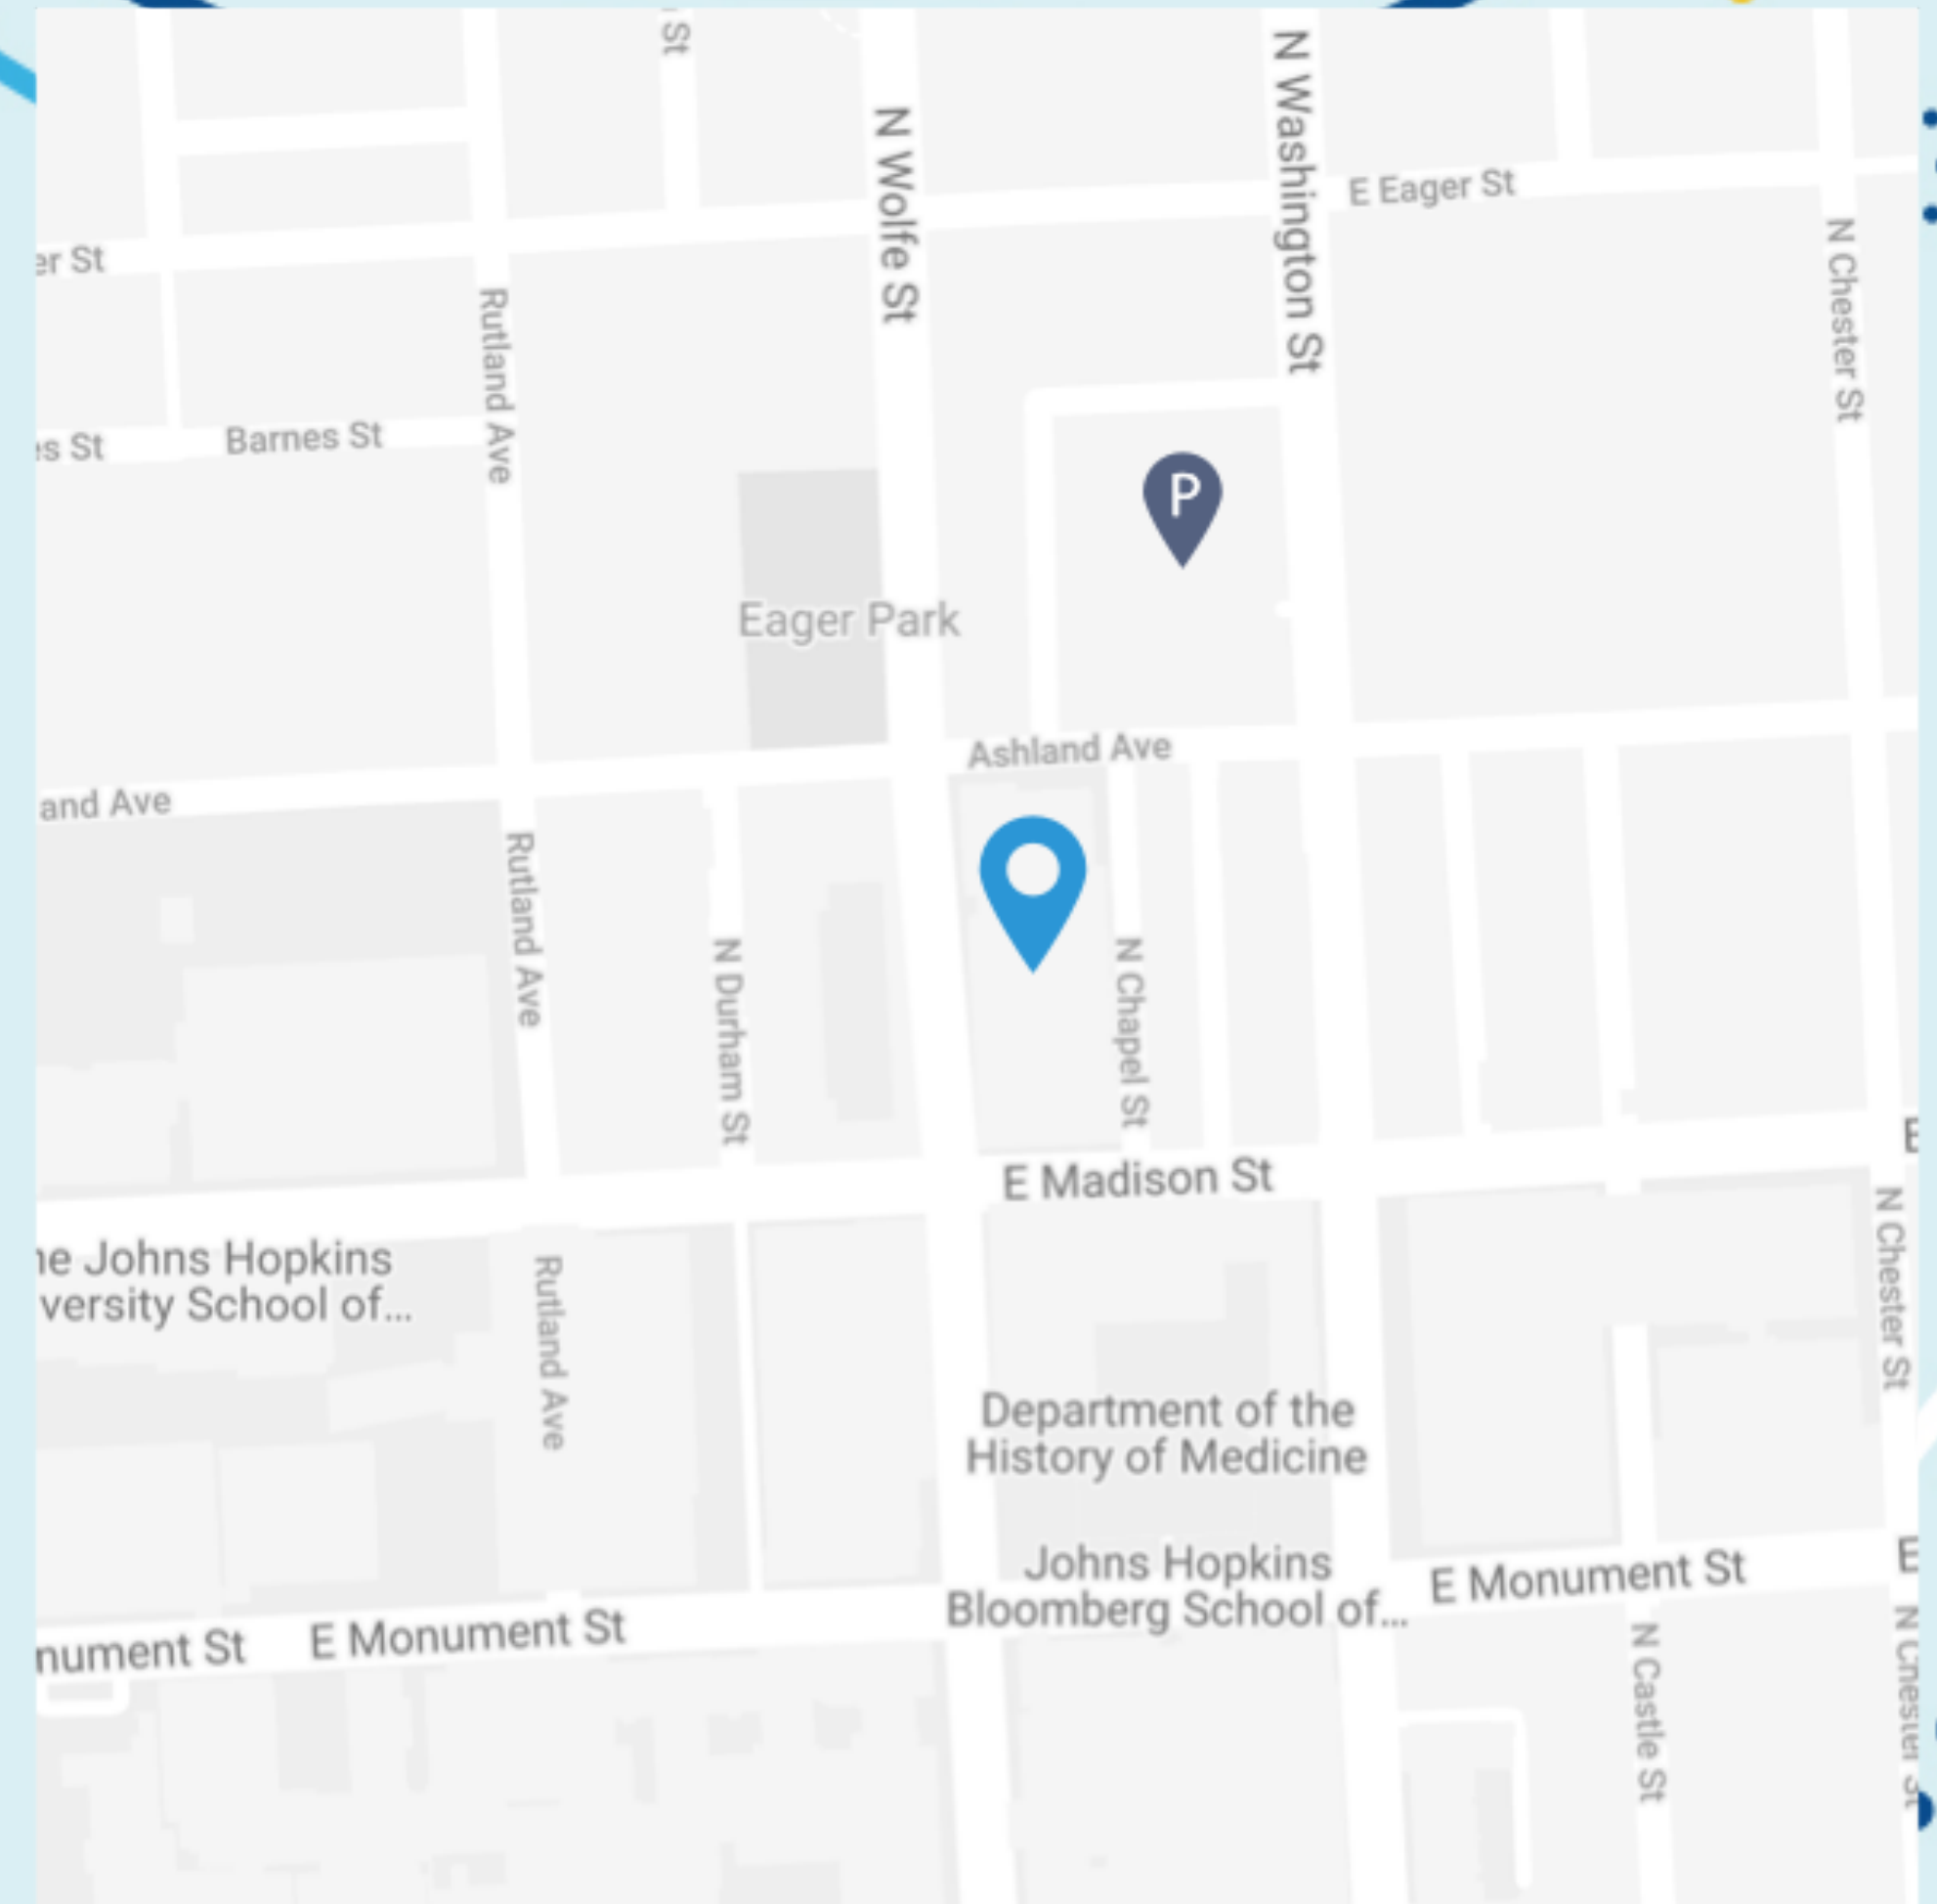 St
N Wolfe St
N Washington St
E Eager St
N Chester St
er St
Rutland Ave
es St
Barnes St
P
Eager Park
Ashland Ave
and Ave
Rutland Ave
N Durham St
N Chapel St
E Madison St
E
N Chester St
he Johns Hopkins
versity School of...
Rutland Ave
Department of the
History of Medicine
Johns Hopkins
Bloomberg School of...
E Monument St
E
nument St
E Monument St
N Castle St
N Chester St